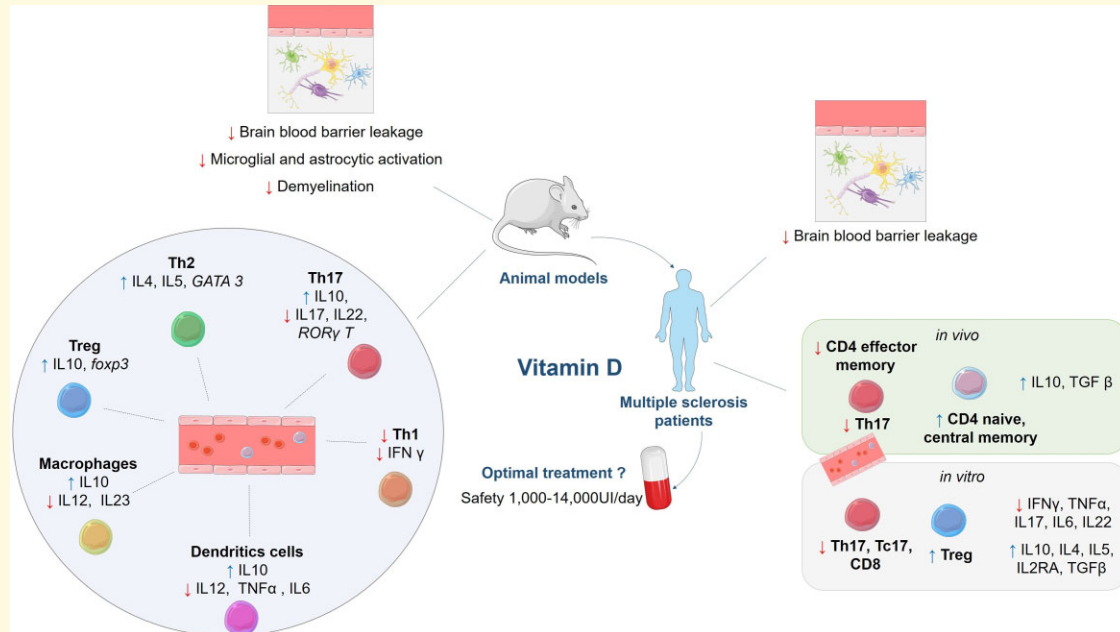 ↓ Brain blood barrier leakage
↓ Microglial and astrocytic activation
↓ Demyelination
Animal models
Th2
↑ IL4, IL5, GATA 3
Th17
↑ IL10,
↓ IL17, IL22,
RORγ T
Treg
↑ IL10, foxp3
↓ Th1
↓ IFN γ
Macrophages
↑ IL10
↓ IL12, IL23
Dendritics cells
↑ IL10
↓ IL12, TNFα , IL6
Vitamin D
Multiple sclerosis
patients
Optimal treatment ?
Safety 1,000-14,000UI/day
↓ Brain blood barrier leakage
in vivo
↓ CD4 effector
memory
↓ Th17
↑ CD4 naive,
central memory
↑ IL10, TGF β
in vitro
↓ Th17, Tc17,
CD8
↑ Treg
↓ IFNγ, TNFα,
IL17, IL6, IL22
↑ IL10, IL4, IL5,
IL2RA, TGFβ